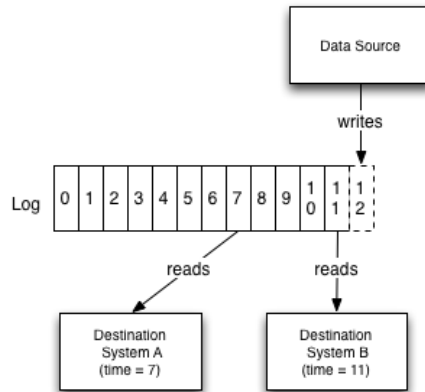 Data Source
writes
Log 0 1 2 3 4 5 6 7 8 9 10 11 12
reads reads
Destination System A (time = 7)
Destination System B (time = 11)